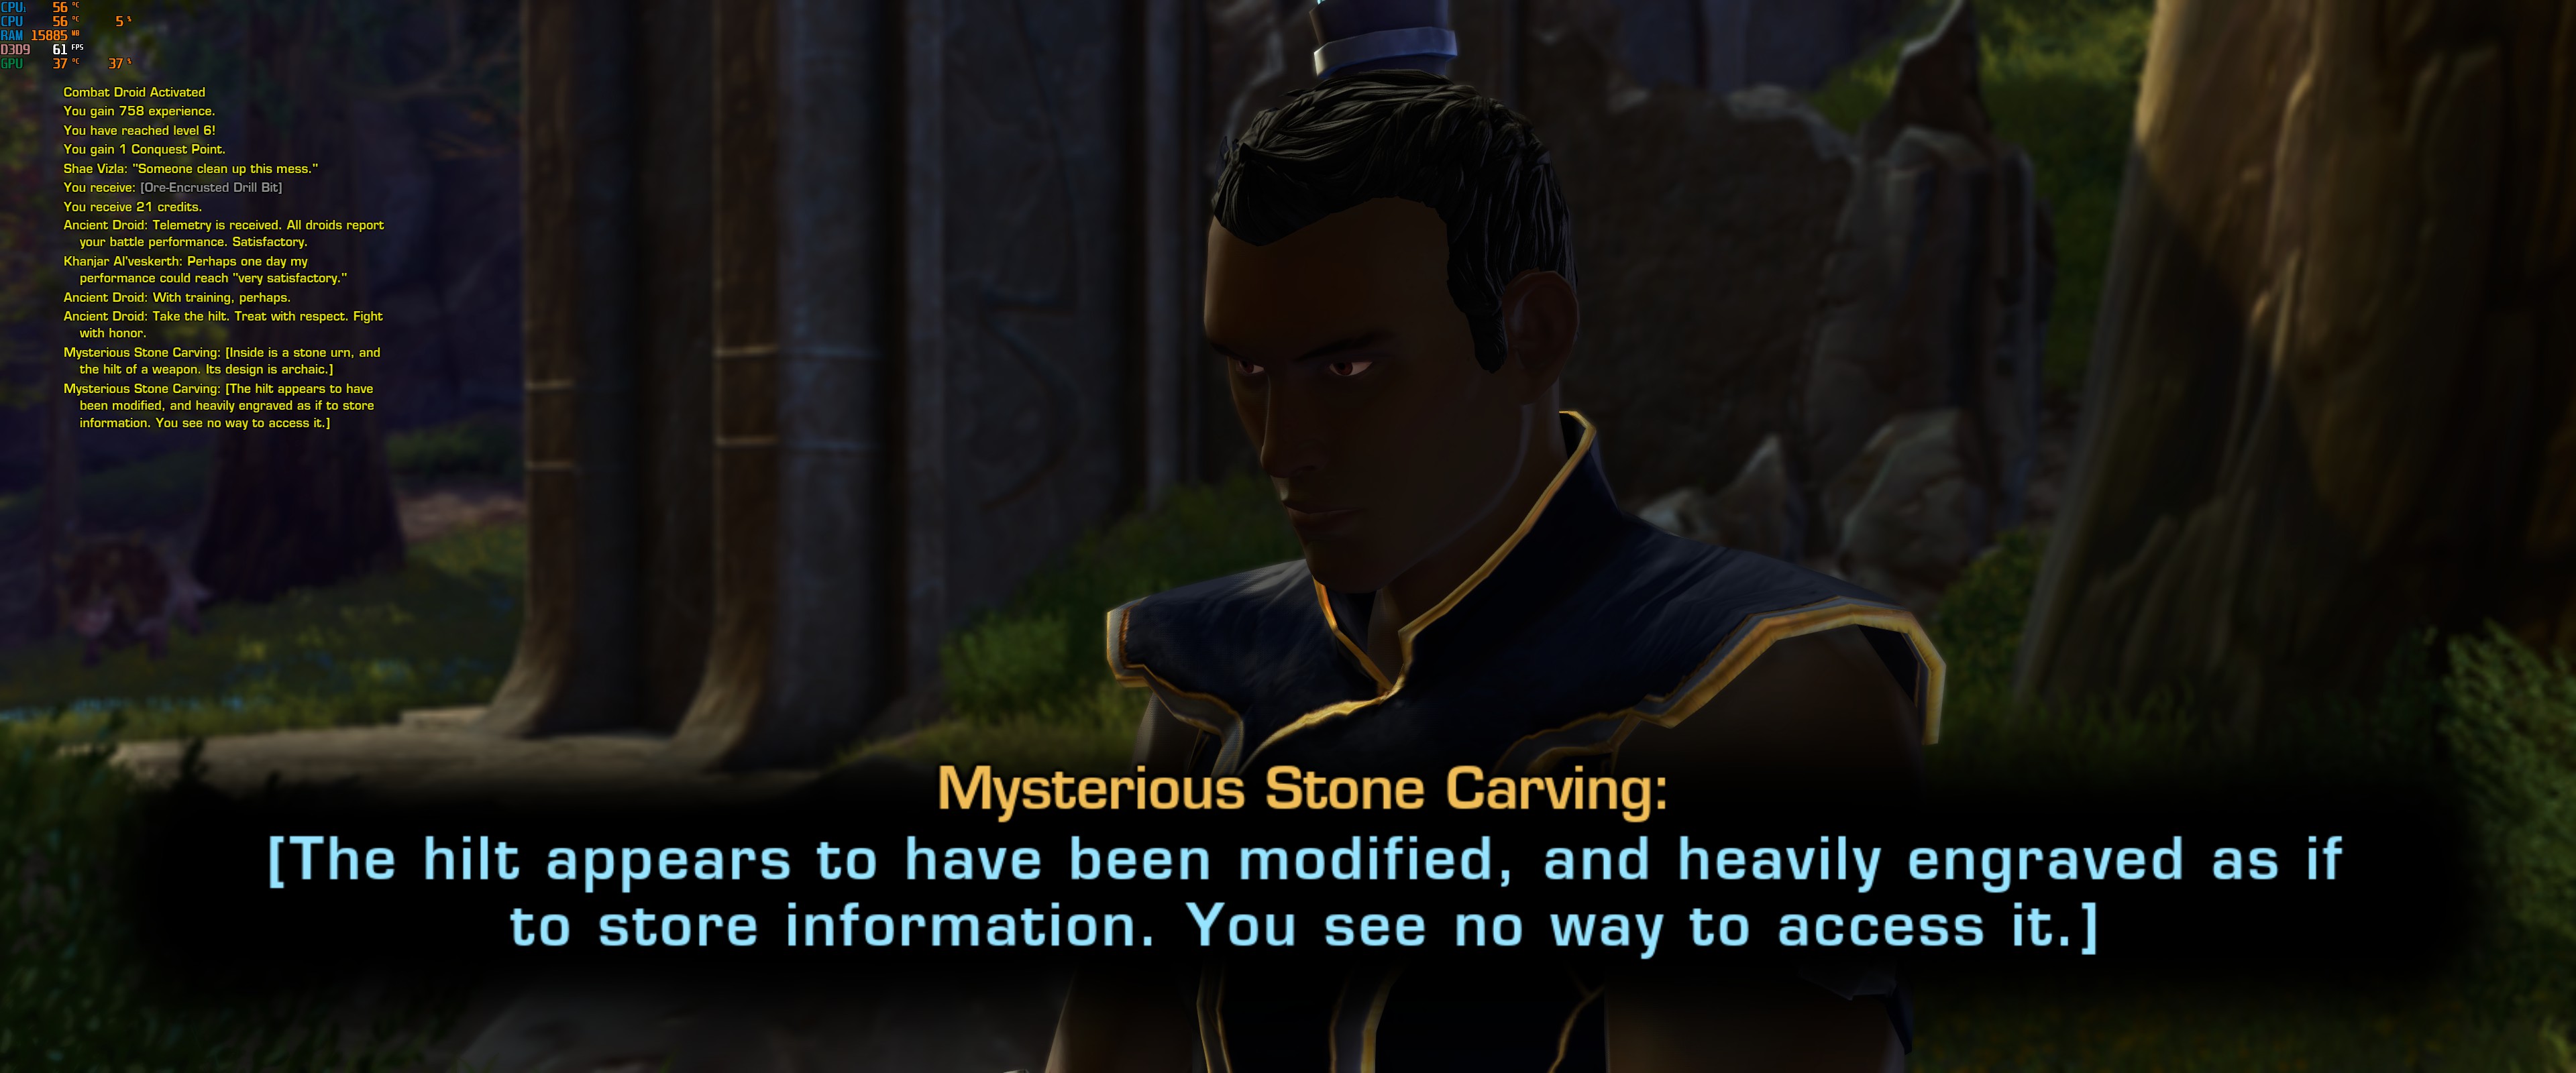 CPU1 56 °C
CPU 56 °C 5 %
RAM 15885 MB
D3D9 61 FPS
GPU 37 °C 37 %
Combat Droid Activated
You gain 758 experience.
You have reached level 6!
You gain 1 Conquest Point.
Shae Vizla: "Someone clean up this mess."
You receive: [Ore-Encrusted Drill Bit]
You receive 21 credits.
Ancient Droid: Telemetry is received. All droids report
your battle performance. Satisfactory.
Khanjar Al'veskerth: Perhaps one day my
performance could reach "very satisfactory."
Ancient Droid: With training, perhaps.
Ancient Droid: Take the hilt. Treat with respect. Fight
with honor.
Mysterious Stone Carving: [Inside is a stone urn, and
the hilt of a weapon. Its design is archaic.]
Mysterious Stone Carving: [The hilt appears to have
been modified, and heavily engraved as if to store
information. You see no way to access it.]
Mysterious Stone Carving:
[The hilt appears to have been modified, and heavily engraved as if
to store information. You see no way to access it.]